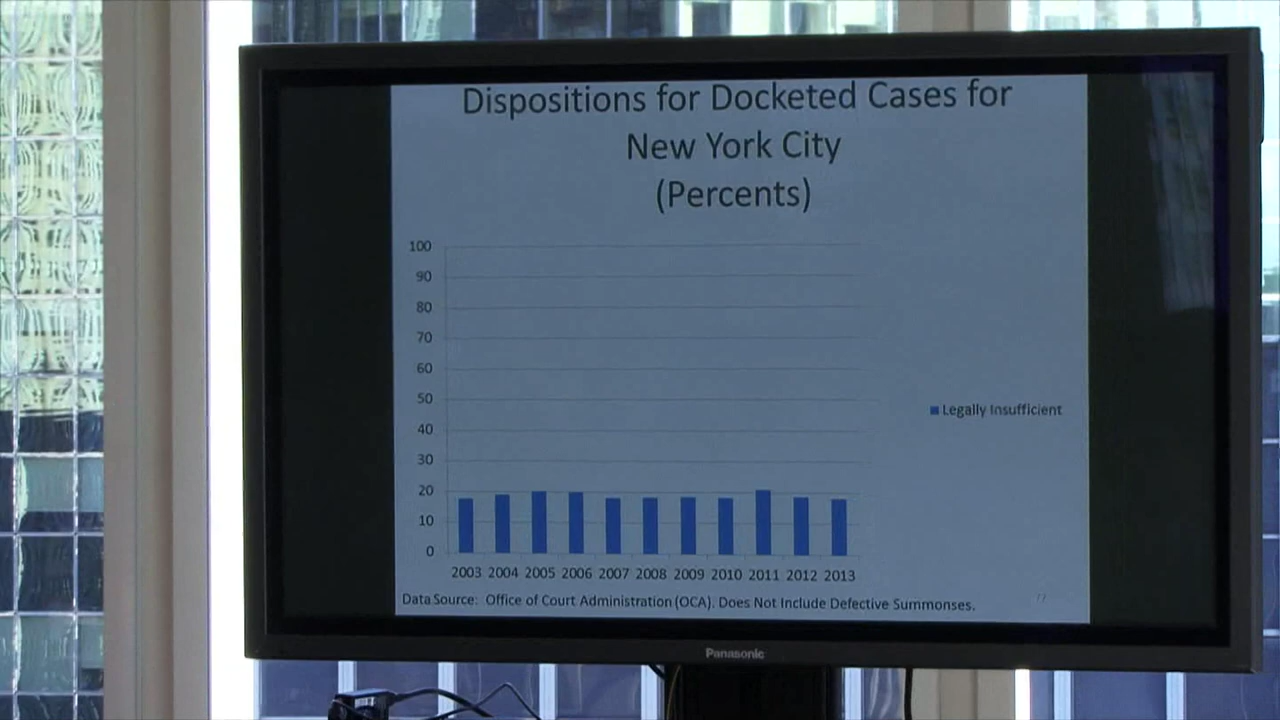 Dispositions for Docketed Cases for
New York City
(Percents)
100
90
80
70
60
50
40
30
20
10
0
Legally Insufficient
2003 2004 2005 2006 2007 2008 2009 2010 2011 2012 2013
Data Source: Office of Court Administration (OCA). Does Not Include Defective Summonses.
Panasonic